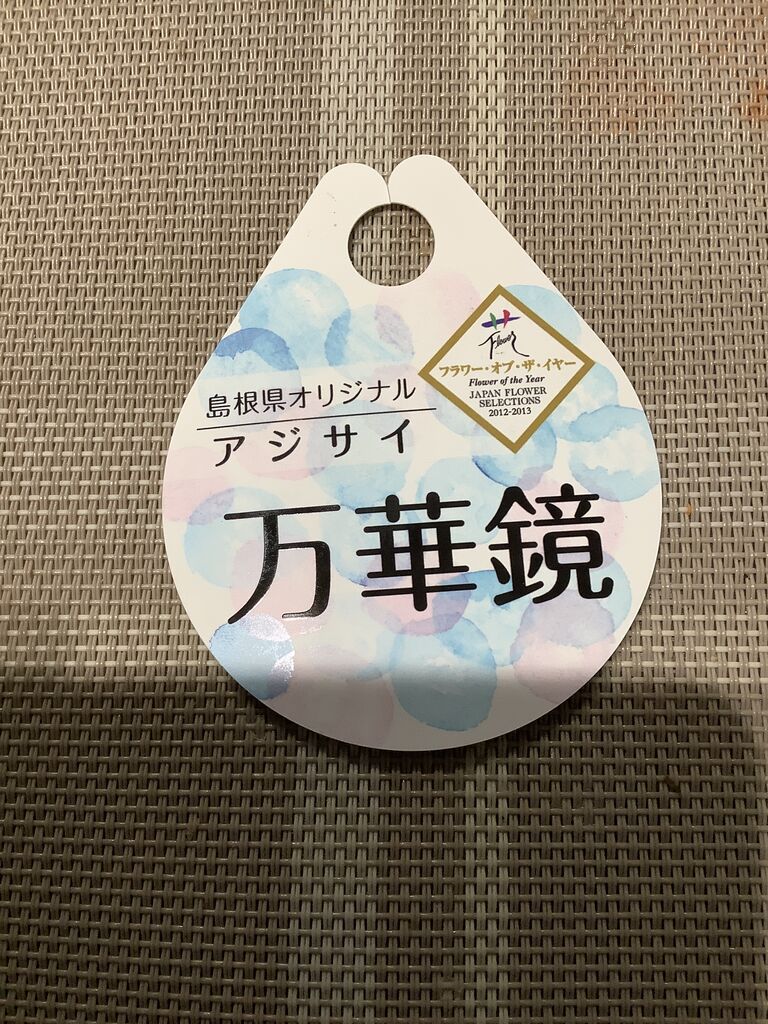 Flower
フラワー・オブ・ザ・イヤー
Flower of the Year
JAPAN FLOWER
SELECTIONS
2012-2013
島根県オリジナル
アジサイ
万華鏡